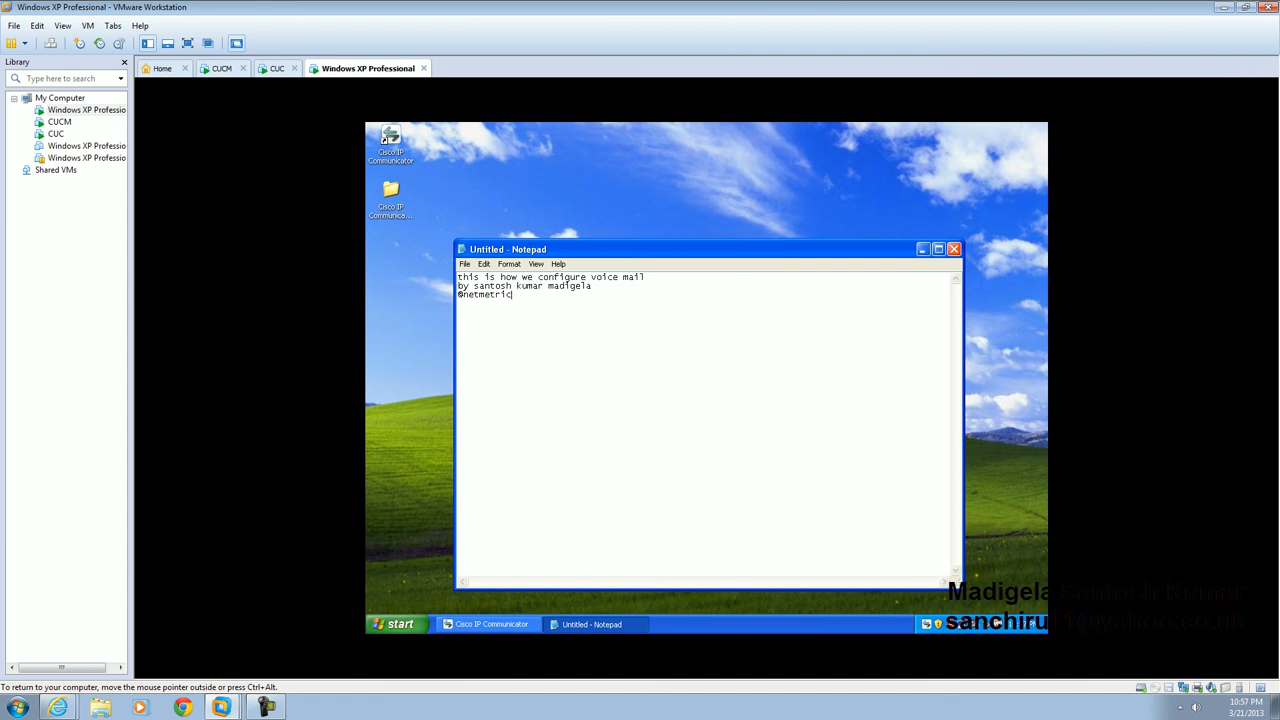 Windows XP Professional - VMware Workstation
File Edit View VM Tabs Help
Library
Type here to search
Home
CUCM
CUC
Windows XP Professional
My Computer
Windows XP Professio
CUCM
CUC
Windows XP Professio
Windows XP Professio
Shared VMs
Cisco IP
Communicator
Cisco IP
Communica...
Untitled - Notepad
File Edit Format View Help
this is how we configure voice mail
by santosh kumar madigela
@netmetric
Madigela Santosh Kumar
start
Cisco IP Communicator
Untitled - Notepad
To return to your computer, move the mouse pointer outside or press Ctrl+Alt.
10:57 PM
3/21/2013